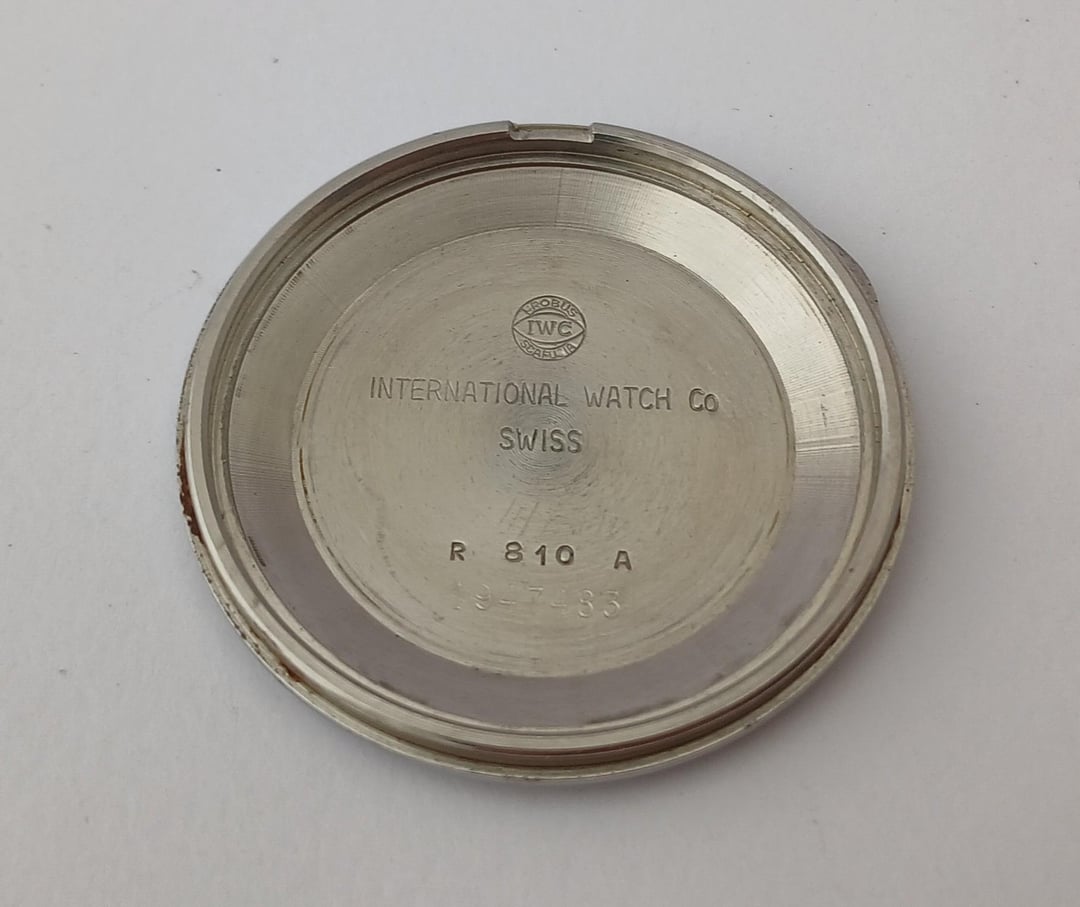 PROBUS
IWC
SCAFUSIA
INTERNATIONAL WATCH Co
SWISS
R 810 A
19-7483